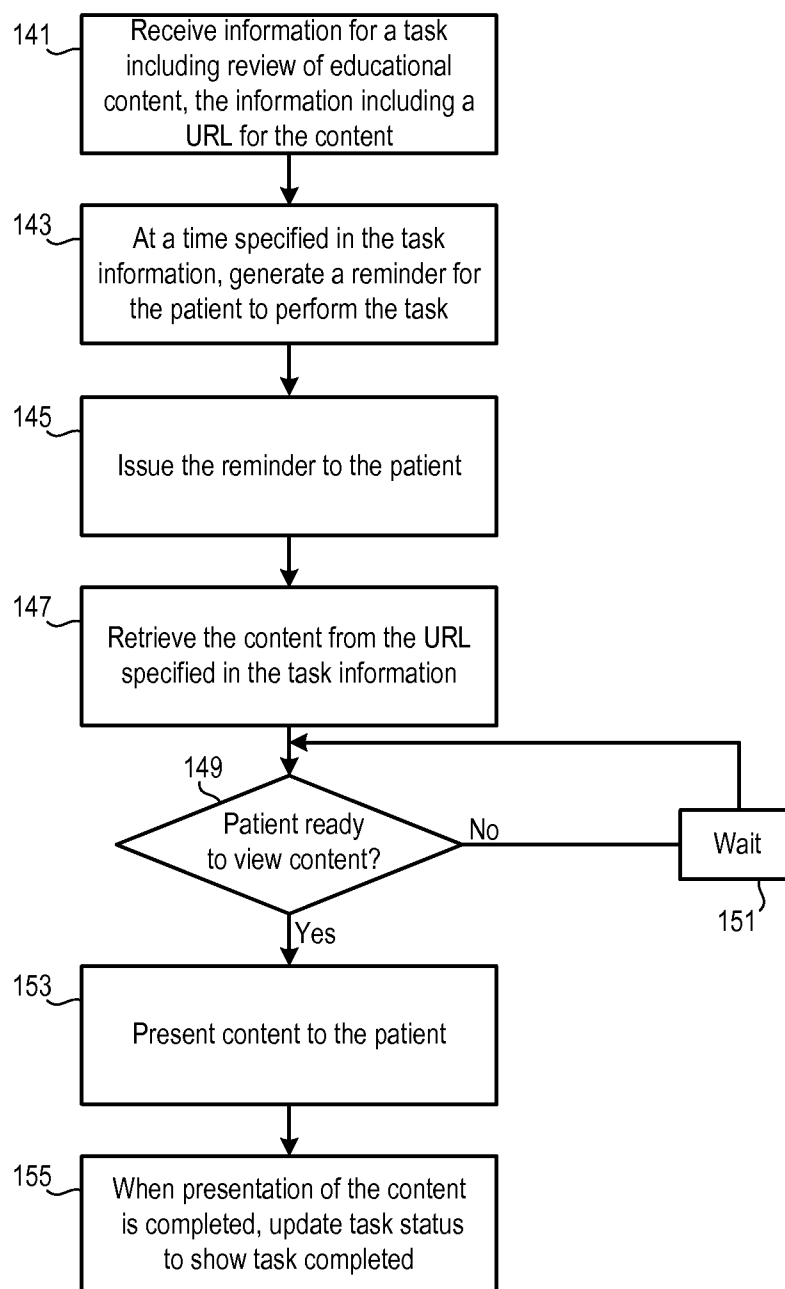 141
Receive information for a task
including review of educational
content, the information including a
URL for the content
143
At a time specified in the task
information, generate a reminder for
the patient to perform the task
145
Issue the reminder to the patient
147
Retrieve the content from the URL
specified in the task information
149
Patient ready
to view content?
No
Wait
151
Yes
153
Present content to the patient
155
When presentation of the content
is completed, update task status
to show task completed